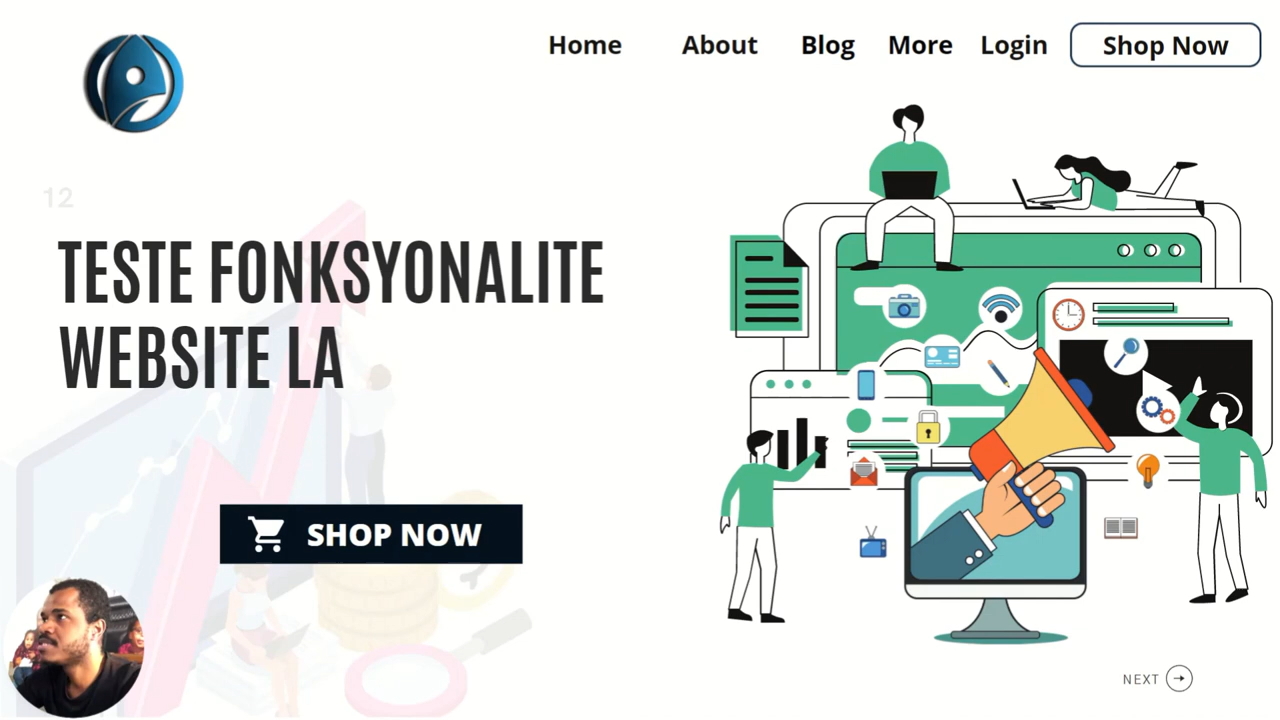 Home About Blog More Login Shop Now
12
TESTE FONKSYONALITE
WEBSITE LA
SHOP NOW
NEXT